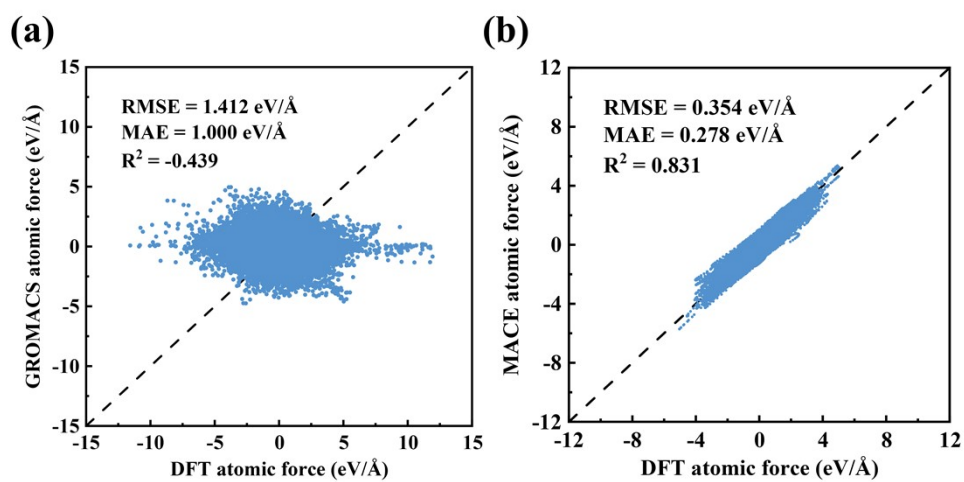 (a)
15
10
5
0
-5
-10
-15
GROMACS atomic force (eV/Å)
RMSE = 1.412 eV/Å
MAE = 1.000 eV/Å
R² = -0.439
-15 -10 -5 0 5 10 15
DFT atomic force (eV/Å)
(b)
12
8
4
0
-4
-8
-12
MACE atomic force (eV/Å)
RMSE = 0.354 eV/Å
MAE = 0.278 eV/Å
R² = 0.831
-12 -8 -4 0 4 8 12
DFT atomic force (eV/Å)